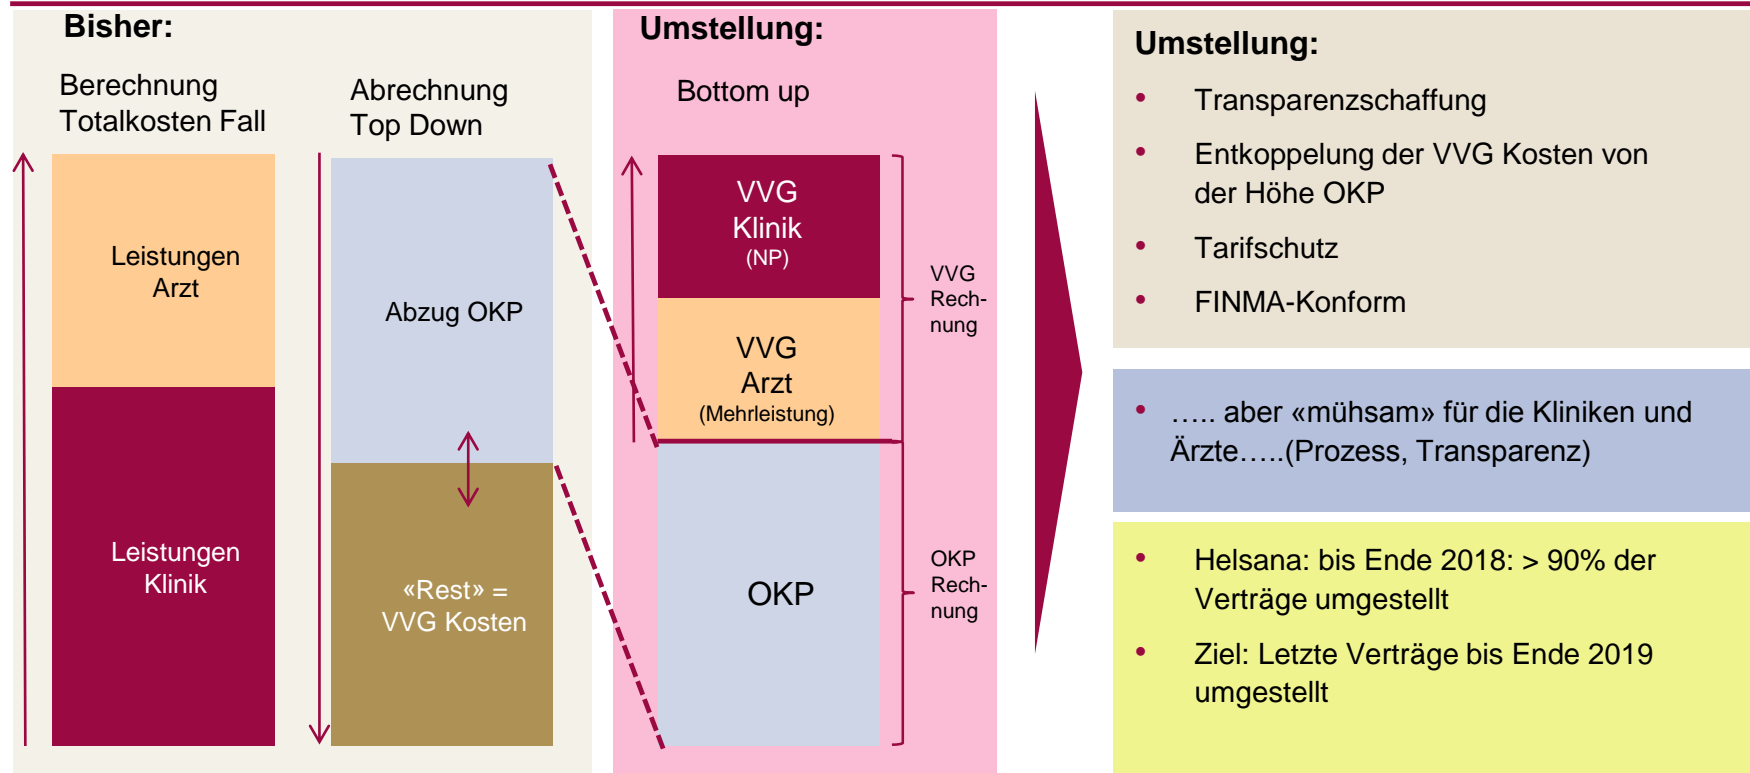 Bisher:
Berechnung
Totalkosten Fall
Leistungen
Arzt
Leistungen
Klinik
Abrechnung
Top Down
Abzug OKP
«Rest» =
VVG Kosten
Umstellung:
Bottom up
VVG
Klinik
(NP)
VVG
Arzt
(Mehrleistung)
OKP
VVG
Rech-
nung
OKP
Rech-
nung
Umstellung:
• Transparenzschaffung
• Entkoppelung der VVG Kosten von
der Höhe OKP
• Tarifschutz
• FINMA-Konform
• ….. aber «mühsam» für die Kliniken und
Ärzte…..(Prozess, Transparenz)
• Helsana: bis Ende 2018: > 90% der
Verträge umgestellt
• Ziel: Letzte Verträge bis Ende 2019
umgestellt